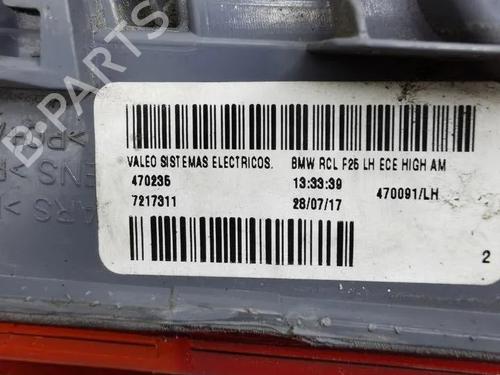 VALEO SISTEMAS ELECTRICOS. BMW RCL F25 LH ECE HIGH AM
470235 13:33:39 470091/LH
7217311 28/07/17
2